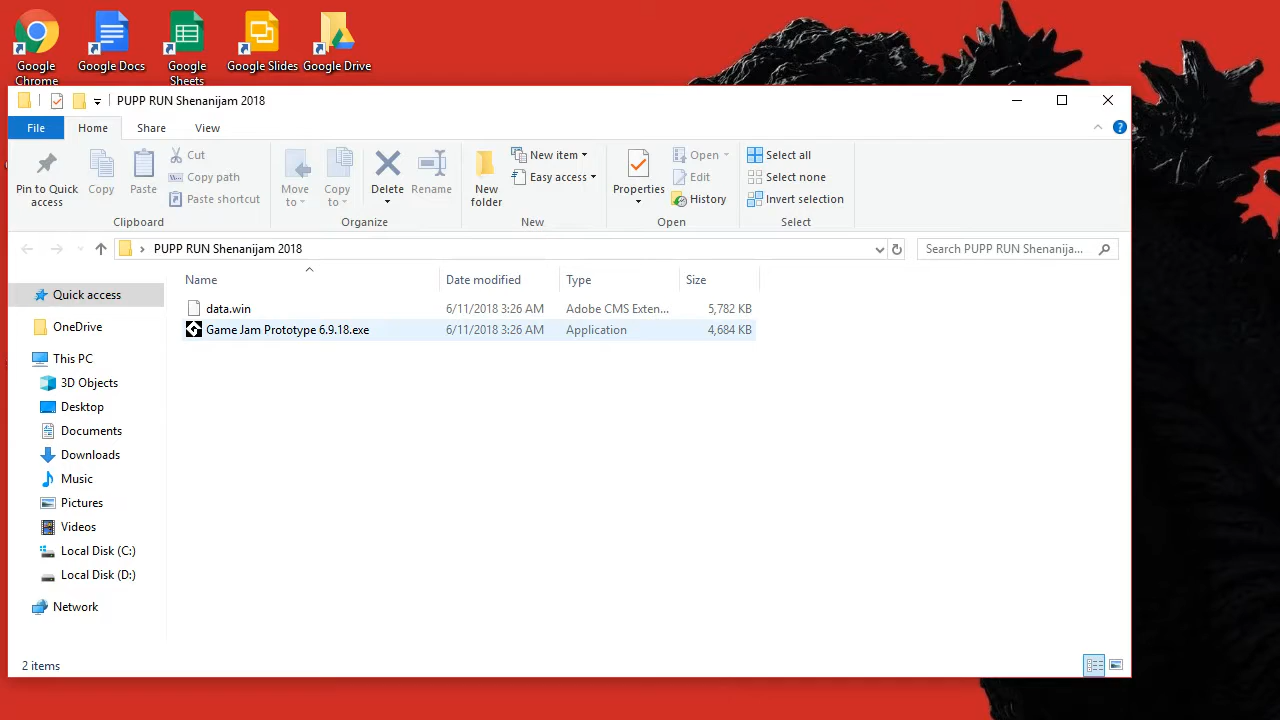 Google Chrome
Google Docs
Google Sheets
Google Slides
Google Drive
PUPP RUN Shenanijam 2018
File
Home
Share
View
Pin to Quick access
Copy
Paste
Cut
Copy path
Paste shortcut
Clipboard
Move to
Copy to
Delete
Rename
Organize
New folder
New item
Easy access
New
Properties
Open
Edit
History
Open
Select all
Select none
Invert selection
Select
PUPP RUN Shenanijam 2018
Search PUPP RUN Shenanija...
Name
Date modified
Type
Size
data.win
6/11/2018 3:26 AM
Adobe CMS Exten...
5,782 KB
Game Jam Prototype 6.9.18.exe
6/11/2018 3:26 AM
Application
4,684 KB
Quick access
OneDrive
This PC
3D Objects
Desktop
Documents
Downloads
Music
Pictures
Videos
Local Disk (C:)
Local Disk (D:)
Network
2 items